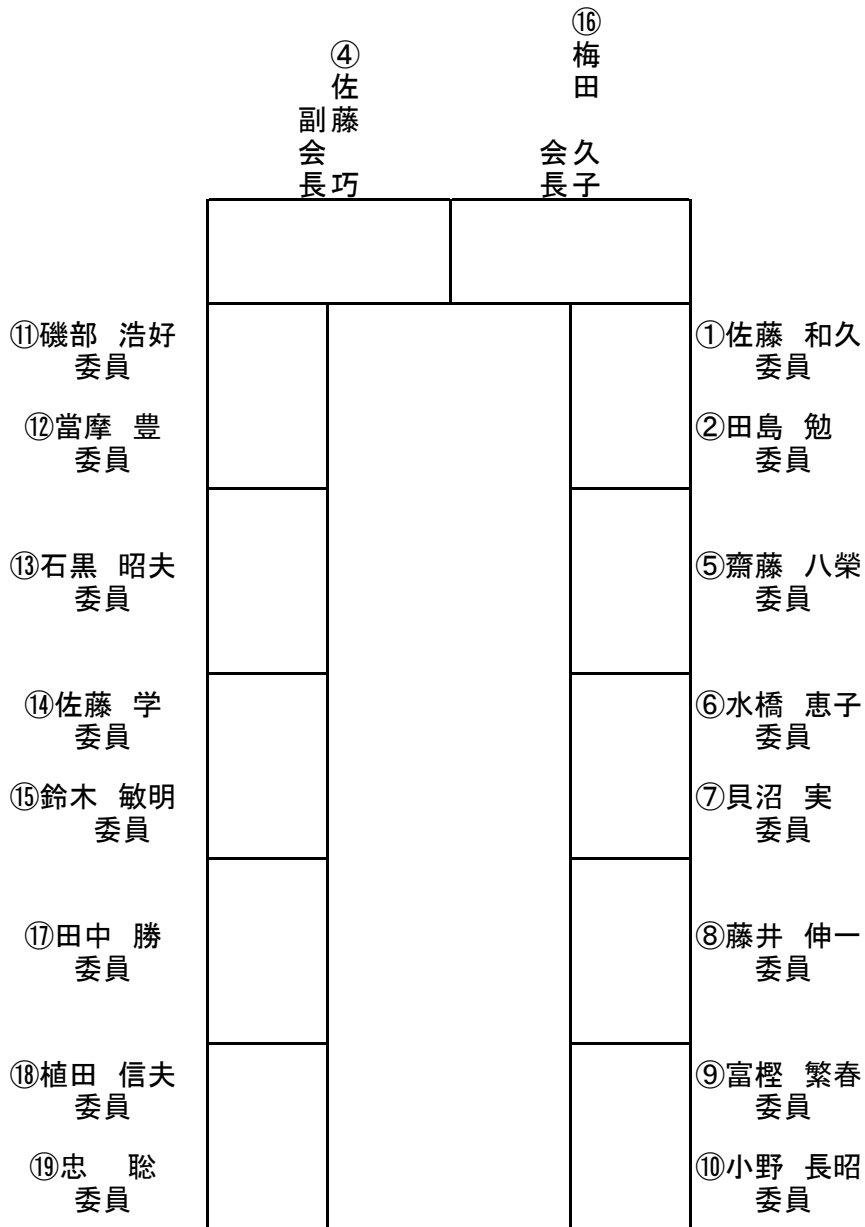 ⑯梅田　久子
会長
④佐藤　巧
副会長
⑪磯部　浩好
委員
⑫當摩　豊
委員
⑬石黒　昭夫
委員
⑭佐藤　学
委員
⑮鈴木　敏明
委員
⑰田中　勝
委員
⑱植田　信夫
委員
⑲忠　聡
委員
①佐藤　和久
委員
②田島　勉
委員
⑤齋藤　八榮
委員
⑥水橋　恵子
委員
⑦貝沼　実
委員
⑧藤井　伸一
委員
⑨富樫　繁春
委員
⑩小野　長昭
委員